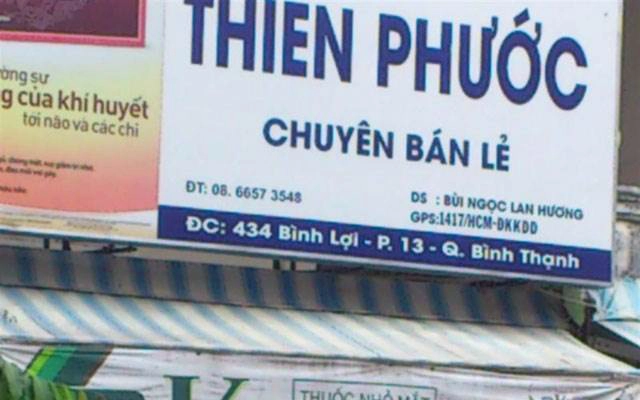 THIÊN PHƯỚC
CHUYÊN BÁN LẺ
ĐT: 08. 6657 3548
DS : BÙI NGỌC LAN HƯƠNG
GPS:1417/HCM-ĐKKDD
ĐC: 434 Bình Lợi - P. 13 - Q. Bình Thạnh
ờng sự
g của khí huyết
tới não và các chi
THUỐC NHỎ MẮT